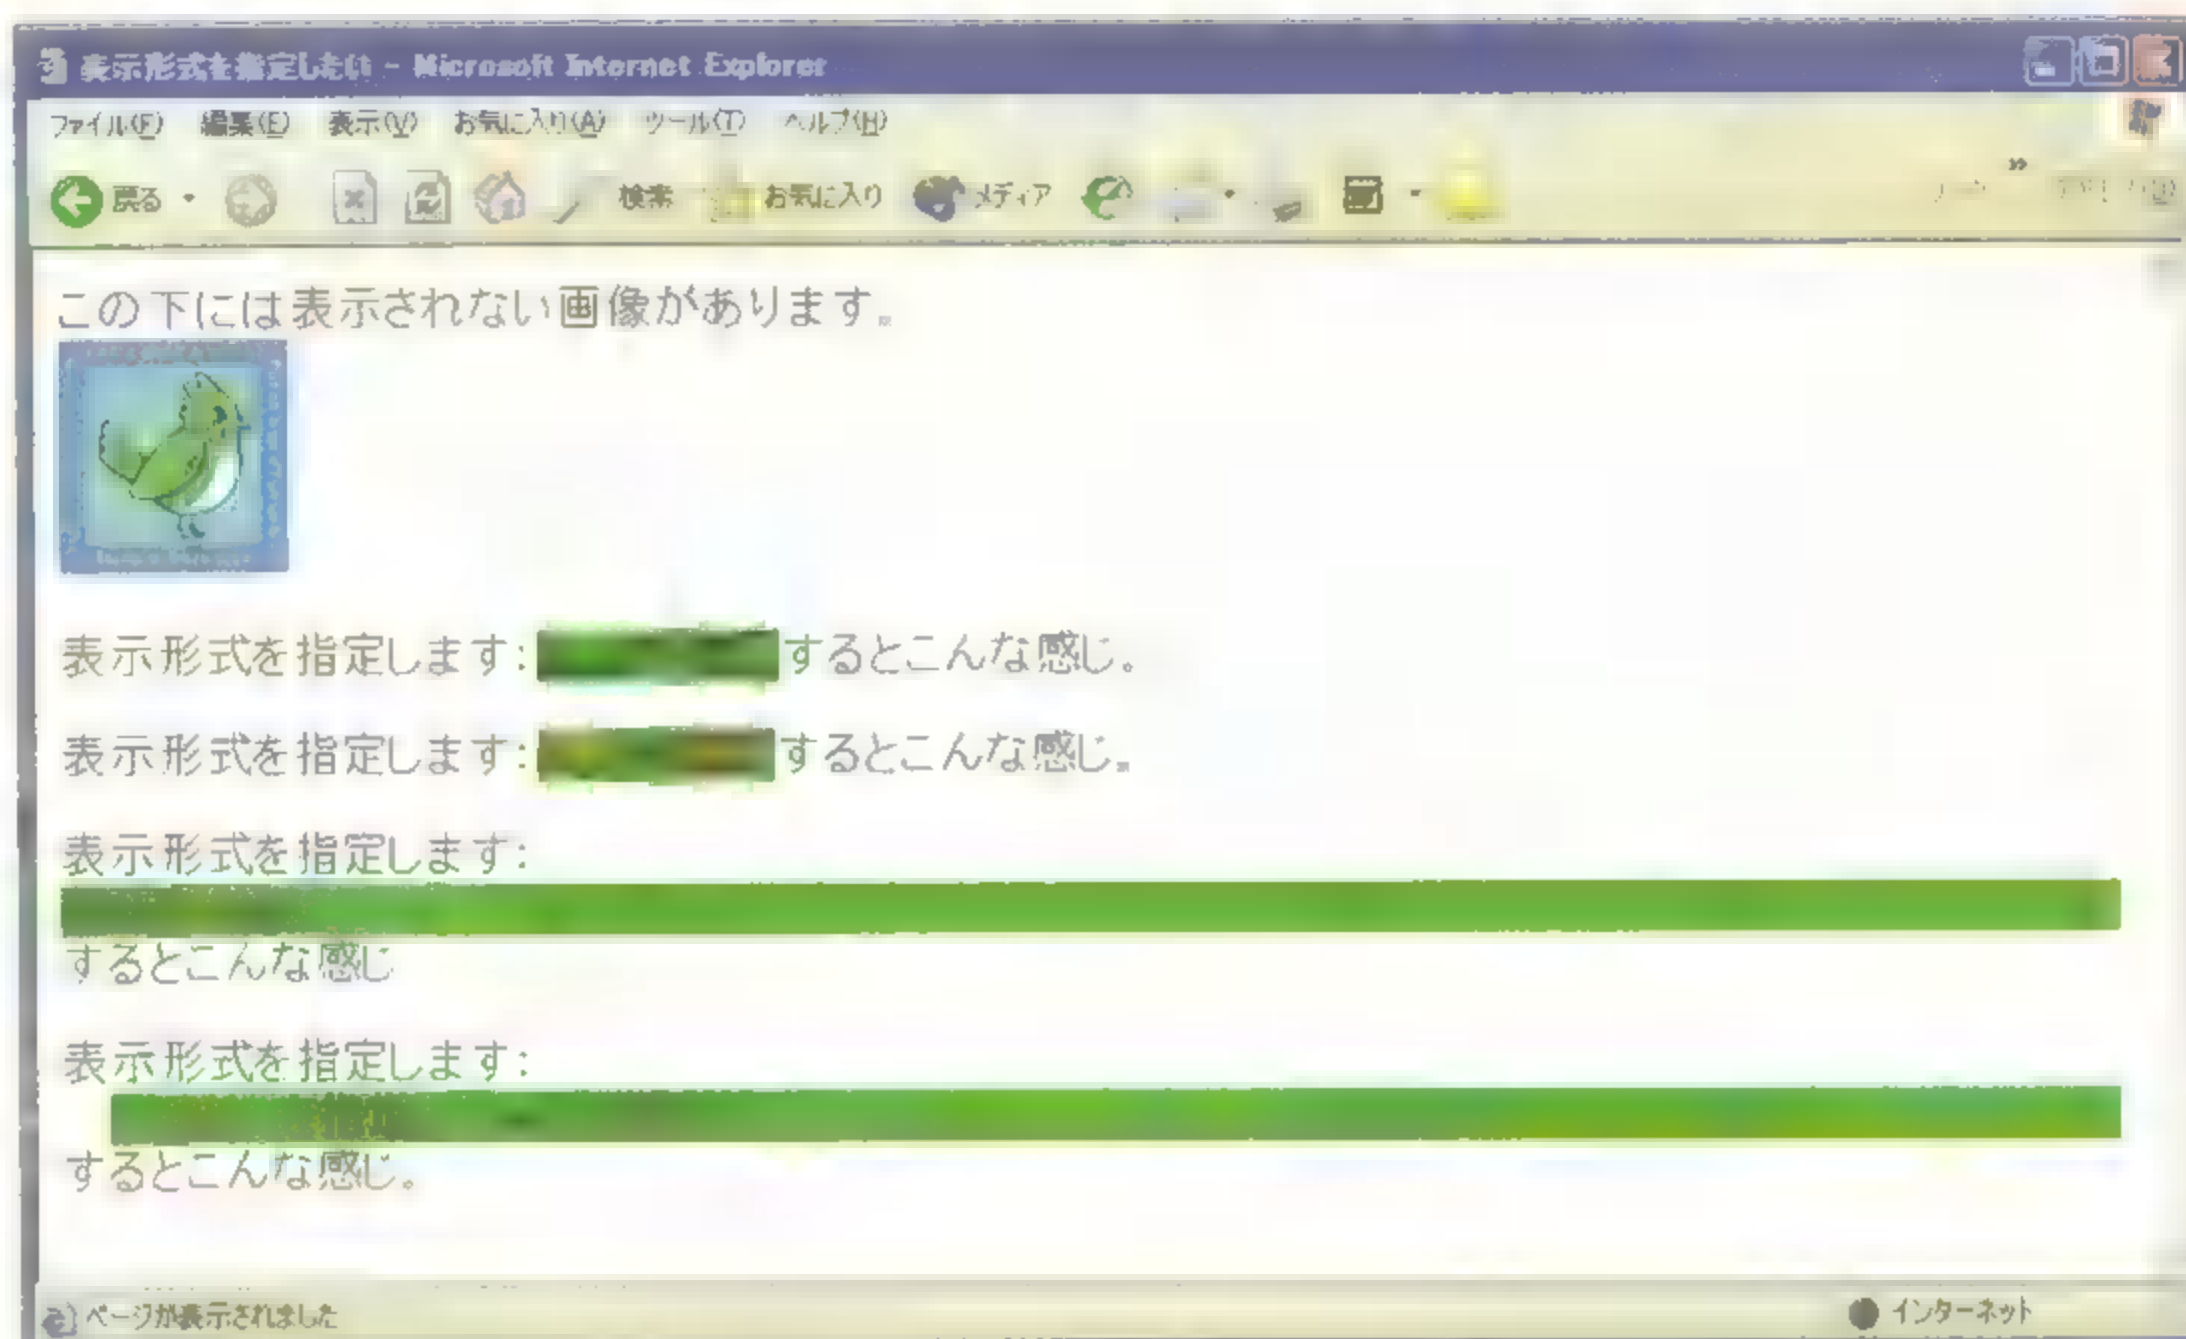 表示形式を指定したい - Microsoft Internet Explorer
ファイル(F) 編集(E) 表示(V) お気に入り(A) ツール(T) ヘルプ(H)
戻る 検索 お気に入り メディア »
この下には表示されない画像があります。
表示形式を指定します: するとこんな感じ。
表示形式を指定します: するとこんな感じ。
表示形式を指定します:
するとこんな感じ
表示形式を指定します:
するとこんな感じ。
ページが表示されました インターネット